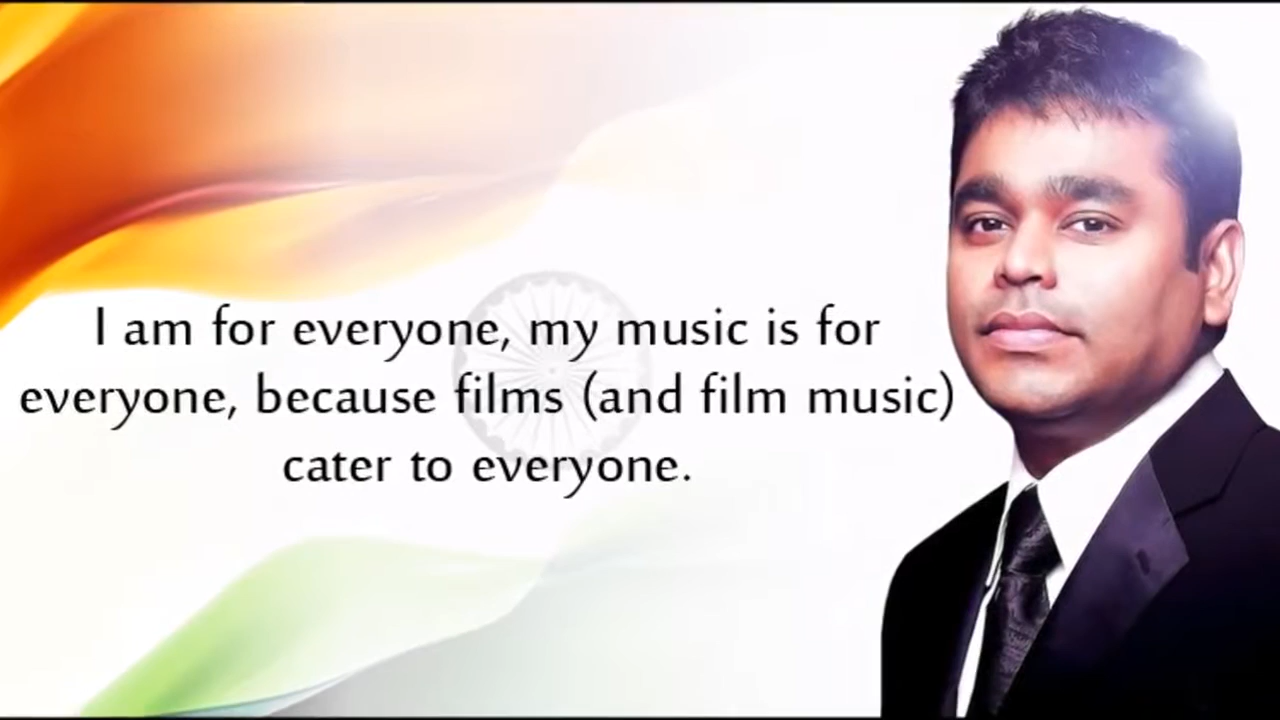 I am for everyone, my music is for
everyone, because films (and film music)
cater to everyone.